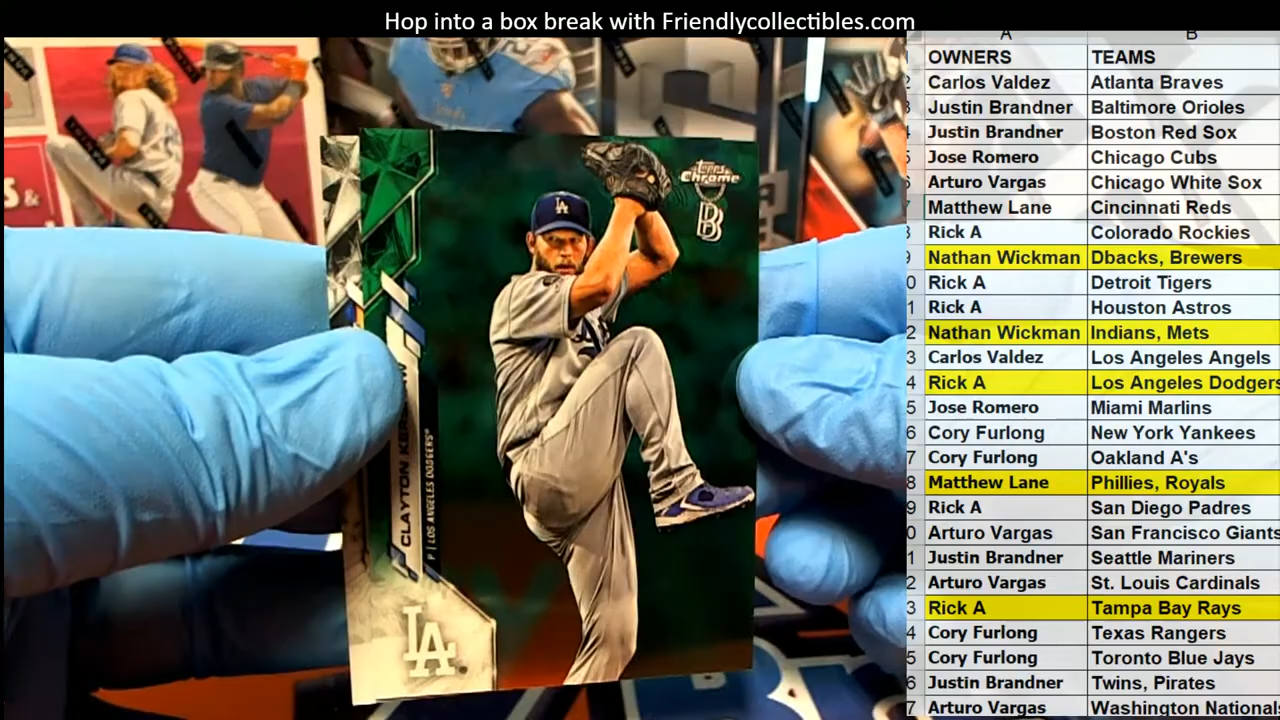 Hop into a box break with Friendlycollectibles.com
A B
OWNERS TEAMS
Carlos Valdez Atlanta Braves
Justin Brandner Baltimore Orioles
Justin Brandner Boston Red Sox
Jose Romero Chicago Cubs
Arturo Vargas Chicago White Sox
Matthew Lane Cincinnati Reds
Rick A Colorado Rockies
Nathan Wickman Dbacks, Brewers
Rick A Detroit Tigers
Rick A Houston Astros
Nathan Wickman Indians, Mets
Carlos Valdez Los Angeles Angels
Rick A Los Angeles Dodgers
Jose Romero Miami Marlins
Cory Furlong New York Yankees
Cory Furlong Oakland A's
Matthew Lane Phillies, Royals
Rick A San Diego Padres
Arturo Vargas San Francisco Giants
Justin Brandner Seattle Mariners
Arturo Vargas St. Louis Cardinals
Rick A Tampa Bay Rays
Cory Furlong Texas Rangers
Cory Furlong Toronto Blue Jays
Justin Brandner Twins, Pirates
Arturo Vargas Washington Nationals
Topps
Chrome
B
LA
CLAYTON
P | LOS ANGELES DODGERS
LA
&